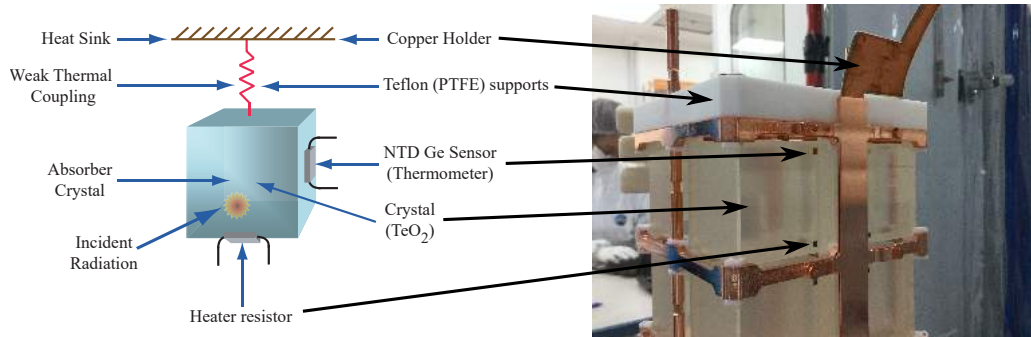 Heat Sink
Copper Holder
Weak Thermal
Coupling
Teflon (PTFE) supports
NTD Ge Sensor
(Thermometer)
Absorber
Crystal
Crystal
(TeO2)
Incident
Radiation
Heater resistor